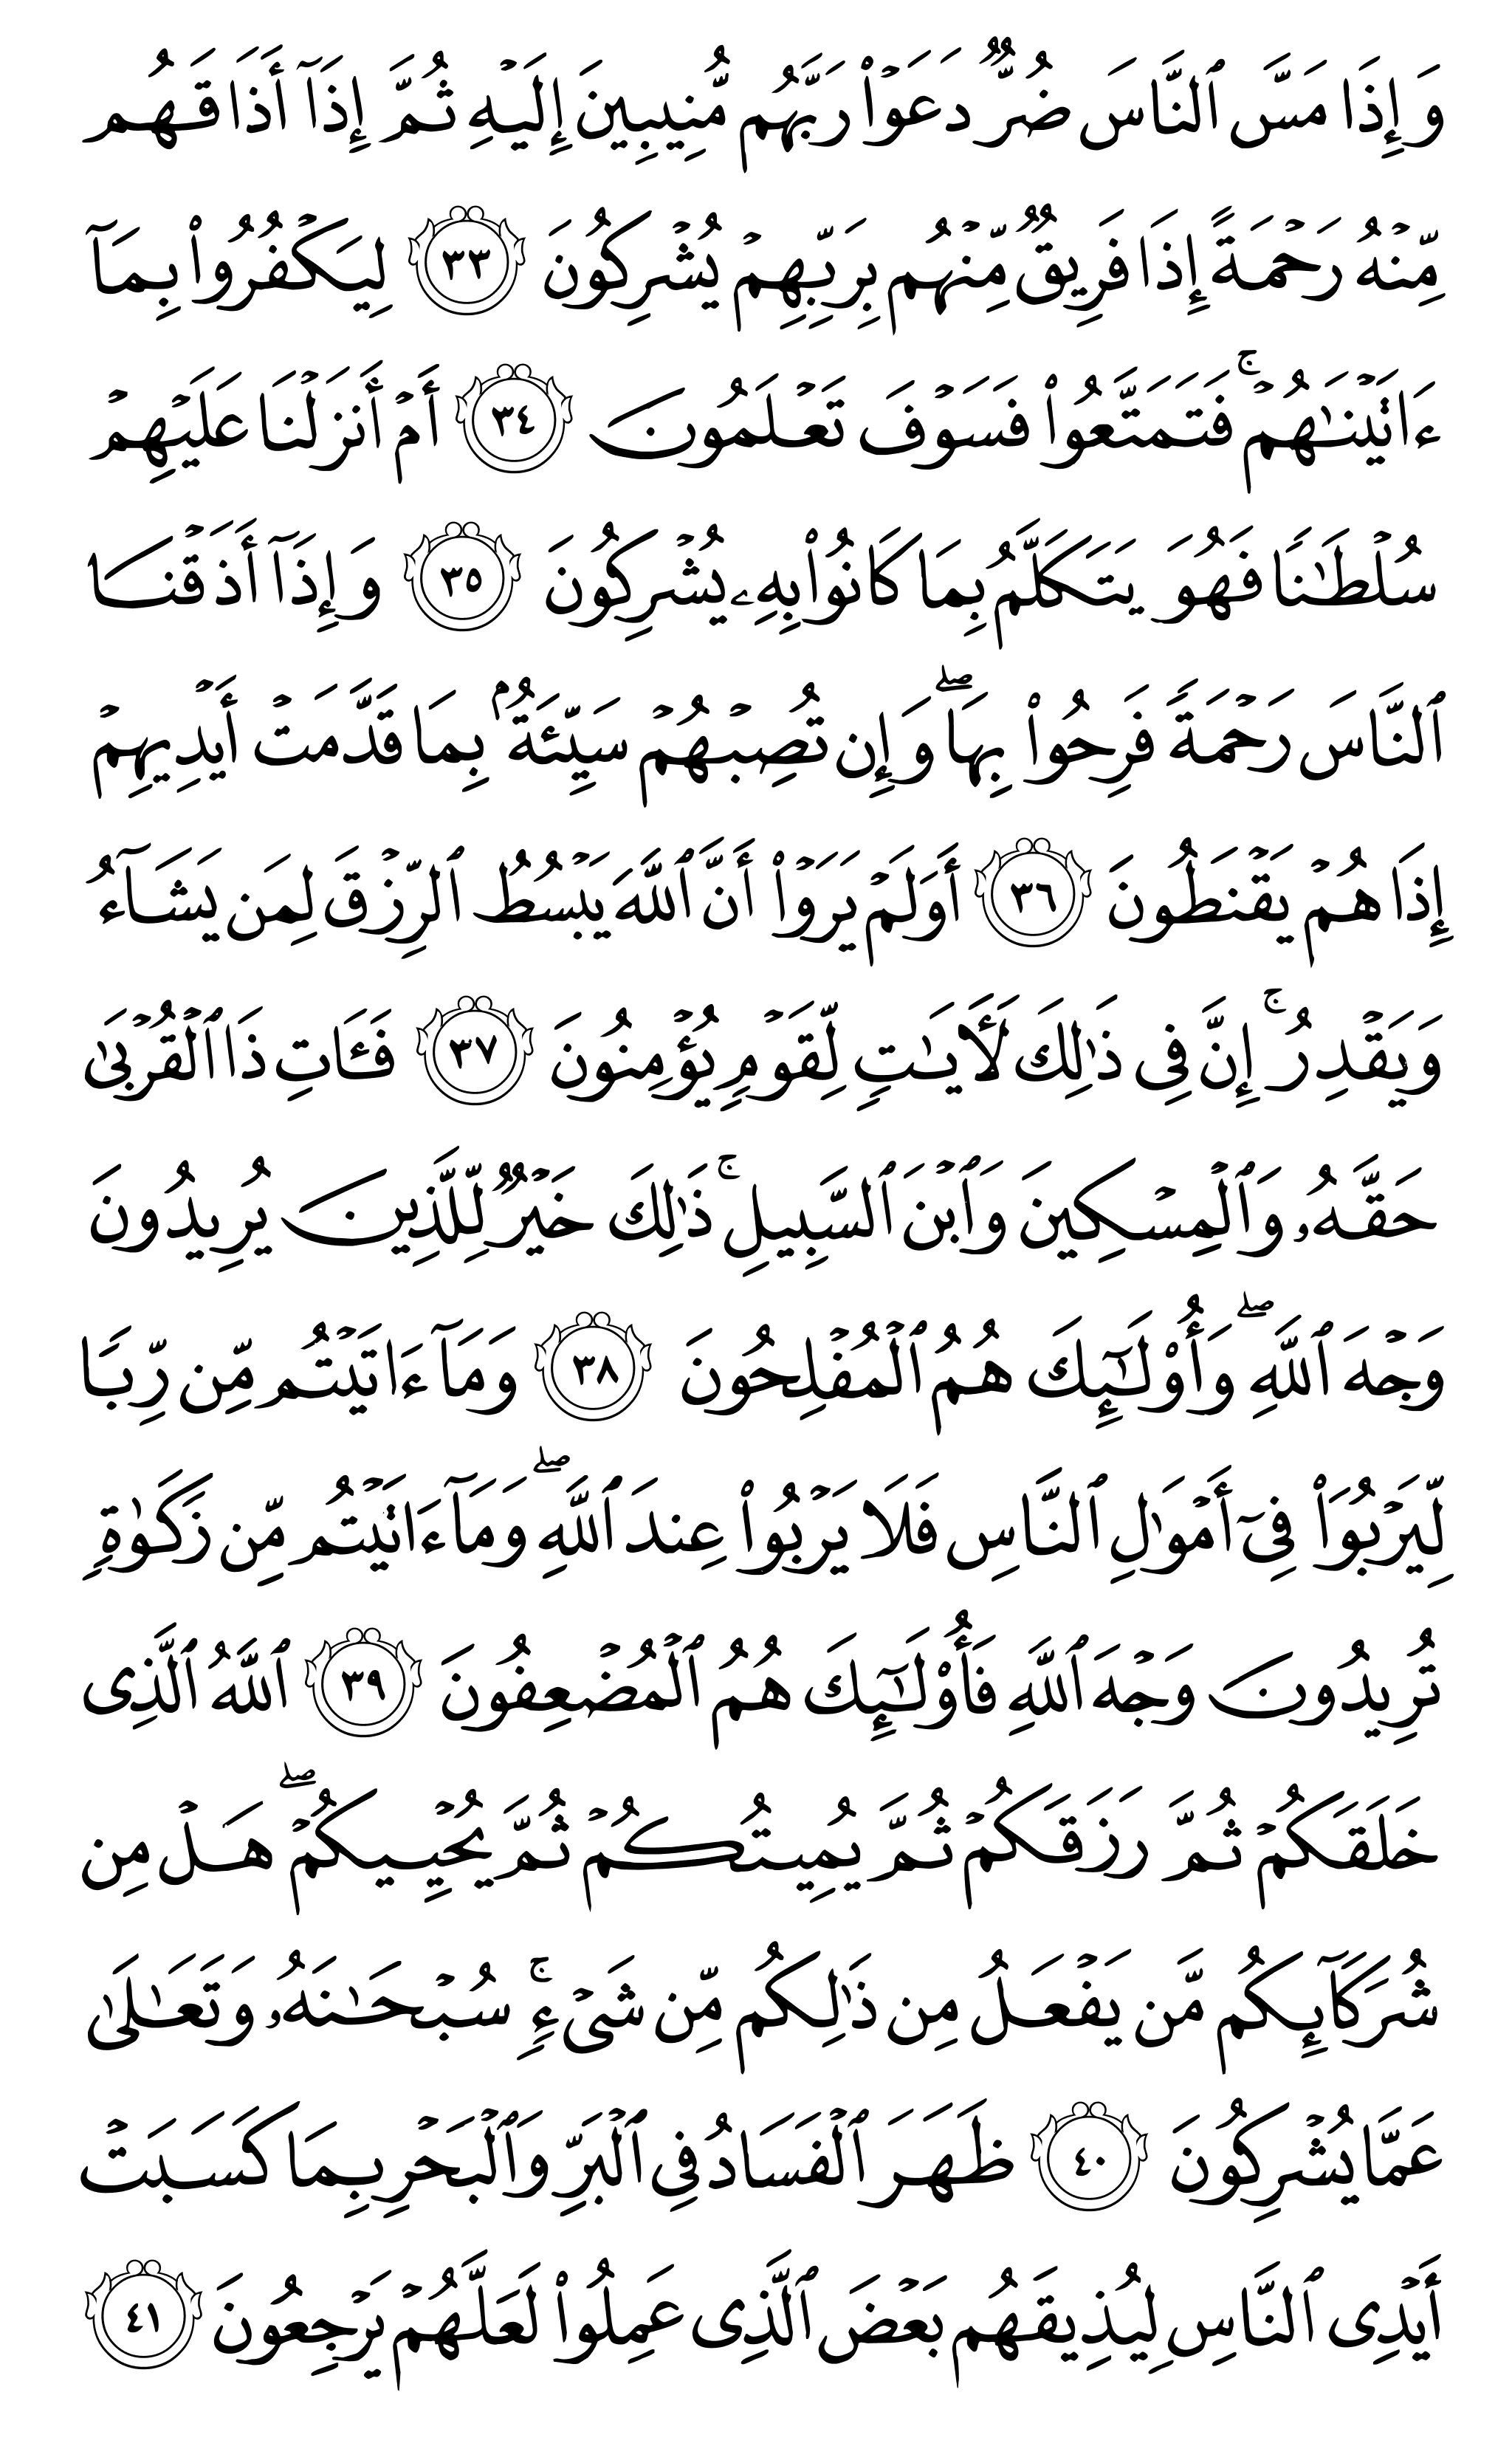 وَإِذَا مَسَّ ٱلنَّاسَ ضُرٌّ دَعَوْا۟ رَبَّهُم مُّنِيبِينَ إِلَيْهِ ثُمَّ إِذَآ أَذَاقَهُم
مِّنْهُ رَحْمَةً إِذَا فَرِيقٌ مِّنْهُم بِرَبِّهِمْ يُشْرِكُونَ ٣٣ لِيَكْفُرُوا۟ بِمَآ
ءَاتَيْنَـٰهُمْ ۚ فَتَمَتَّعُوا۟ فَسَوْفَ تَعْلَمُونَ ٣٤ أَمْ أَنزَلْنَا عَلَيْهِمْ
سُلْطَـٰنًا فَهُوَ يَتَكَلَّمُ بِمَا كَانُوا۟ بِهِۦ يُشْرِكُونَ ٣٥ وَإِذَآ أَذَقْنَا
ٱلنَّاسَ رَحْمَةً فَرِحُوا۟ بِهَا ۖ وَإِن تُصِبْهُمْ سَيِّئَةٌۢ بِمَا قَدَّمَتْ أَيْدِيهِمْ
إِذَا هُمْ يَقْنَطُونَ ٣٦ أَوَلَمْ يَرَوْا۟ أَنَّ ٱللَّهَ يَبْسُطُ ٱلرِّزْقَ لِمَن يَشَآءُ
وَيَقْدِرُ ۚ إِنَّ فِى ذَٰلِكَ لَـَٔايَـٰتٍ لِّقَوْمٍ يُؤْمِنُونَ ٣٧ فَـَٔاتِ ذَا ٱلْقُرْبَىٰ
حَقَّهُۥ وَٱلْمِسْكِينَ وَٱبْنَ ٱلسَّبِيلِ ۚ ذَٰلِكَ خَيْرٌ لِّلَّذِينَ يُرِيدُونَ
وَجْهَ ٱللَّهِ ۖ وَأُو۟لَـٰٓئِكَ هُمُ ٱلْمُفْلِحُونَ ٣٨ وَمَآ ءَاتَيْتُم مِّن رِّبًا
لِّيَرْبُوَا۟ فِىٓ أَمْوَٰلِ ٱلنَّاسِ فَلَا يَرْبُوا۟ عِندَ ٱللَّهِ ۖ وَمَآ ءَاتَيْتُم مِّن زَكَوٰةٍ
تُرِيدُونَ وَجْهَ ٱللَّهِ فَأُو۟لَـٰٓئِكَ هُمُ ٱلْمُضْعِفُونَ ٣٩ ٱللَّهُ ٱلَّذِى
خَلَقَكُمْ ثُمَّ رَزَقَكُمْ ثُمَّ يُمِيتُكُمْ ثُمَّ يُحْيِيكُمْ ۖ هَلْ مِن
شُرَكَآئِكُم مَّن يَفْعَلُ مِن ذَٰلِكُم مِّن شَىْءٍ ۚ سُبْحَـٰنَهُۥ وَتَعَـٰلَىٰ
عَمَّا يُشْرِكُونَ ٤٠ ظَهَرَ ٱلْفَسَادُ فِى ٱلْبَرِّ وَٱلْبَحْرِ بِمَا كَسَبَتْ
أَيْدِى ٱلنَّاسِ لِيُذِيقَهُم بَعْضَ ٱلَّذِى عَمِلُوا۟ لَعَلَّهُمْ يَرْجِعُونَ ٤١